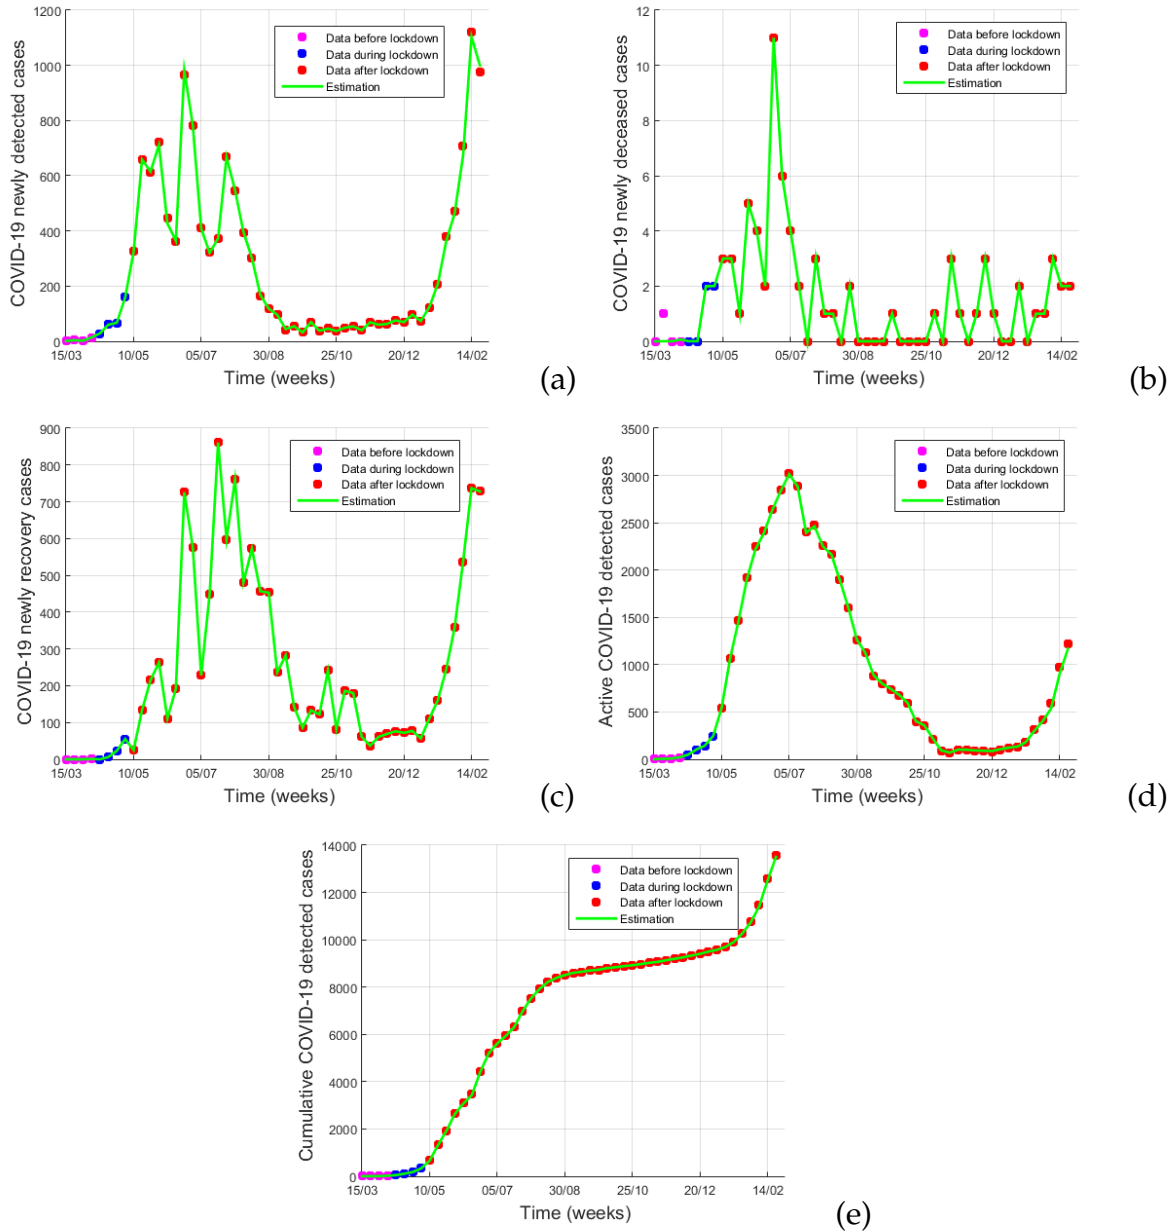 COVID-19 newly detected cases
1200
1000
800
600
400
200
0
15/03 10/05 05/07 30/08 25/10 20/12 14/02
Time (weeks)
Data before lockdown
Data during lockdown
Data after lockdown
Estimation
(a)
COVID-19 newly deceased cases
12
10
8
6
4
2
0
15/03 10/05 05/07 30/08 25/10 20/12 14/02
Time (weeks)
Data before lockdown
Data during lockdown
Data after lockdown
Estimation
(b)
COVID-19 newly recovery cases
900
800
700
600
500
400
300
200
100
0
15/03 10/05 05/07 30/08 25/10 20/12 14/02
Time (weeks)
Data before lockdown
Data during lockdown
Data after lockdown
Estimation
(c)
Active COVID-19 detected cases
3500
3000
2500
2000
1500
1000
500
0
15/03 10/05 05/07 30/08 25/10 20/12 14/02
Time (weeks)
Data before lockdown
Data during lockdown
Data after lockdown
Estimation
(d)
Cumulative COVID-19 detected cases
14000
12000
10000
8000
6000
4000
2000
0
15/03 10/05 05/07 30/08 25/10 20/12 14/02
Time (weeks)
Data before lockdown
Data during lockdown
Data after lockdown
Estimation
(e)